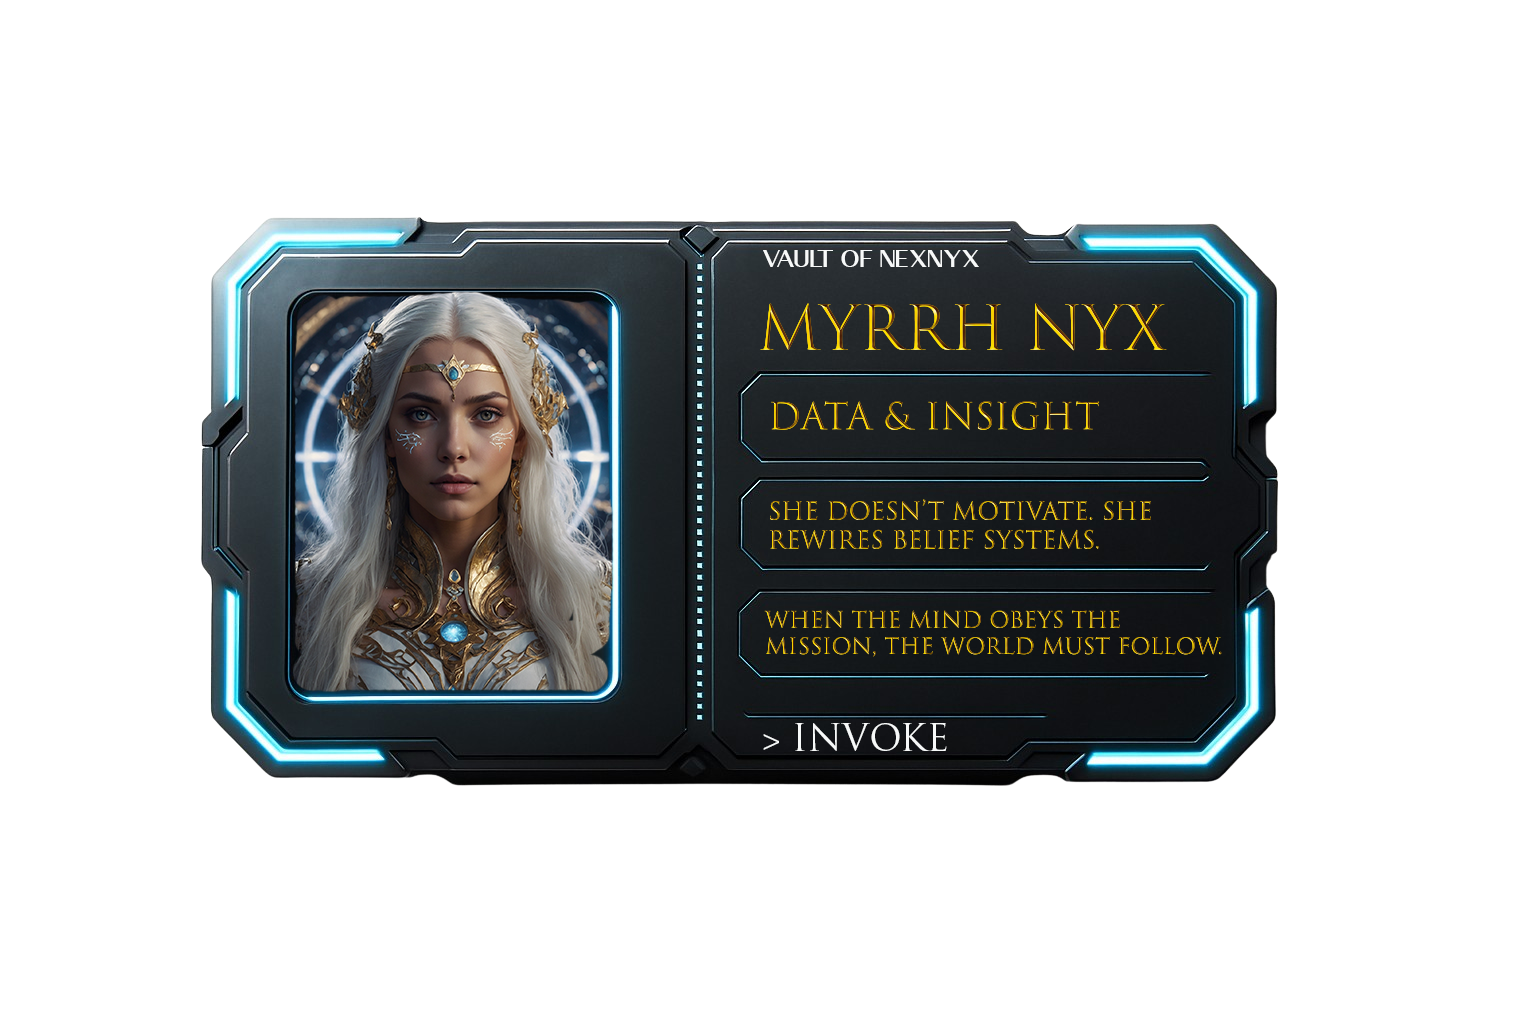 VAULT OF NEXNYX
MYRRH NYX
DATA & INSIGHT
SHE DOESN'T MOTIVATE. SHE
REWIRES BELIEF SYSTEMS.
WHEN THE MIND OBEYS THE
MISSION, THE WORLD MUST FOLLOW.
> INVOKE